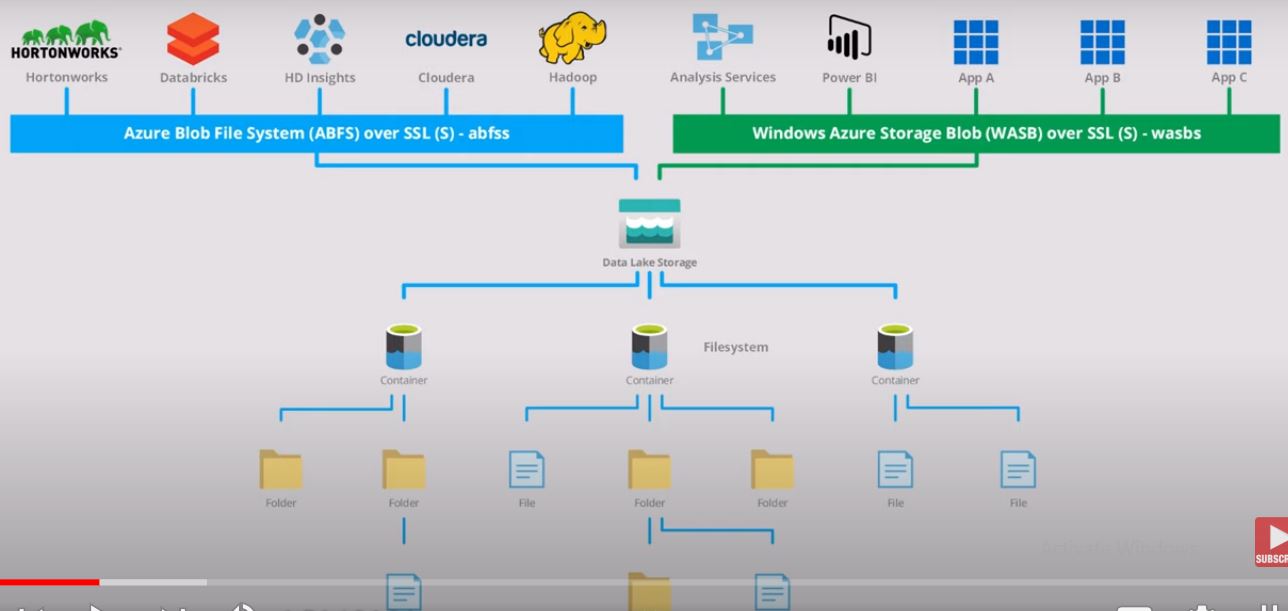 HORTONWORKS
cloudera
Hortonworks
Databricks
HD Insights
Cloudera
Hadoop
Analysis Services
Power BI
App A
App B
App C
Azure Blob File System (ABFS) over SSL (S) - abfss
Windows Azure Storage Blob (WASB) over SSL (S) - wasbs
Data Lake Storage
Filesystem
Container
Container
Container
Folder
Folder
File
Folder
Folder
File
File
Activate Windows